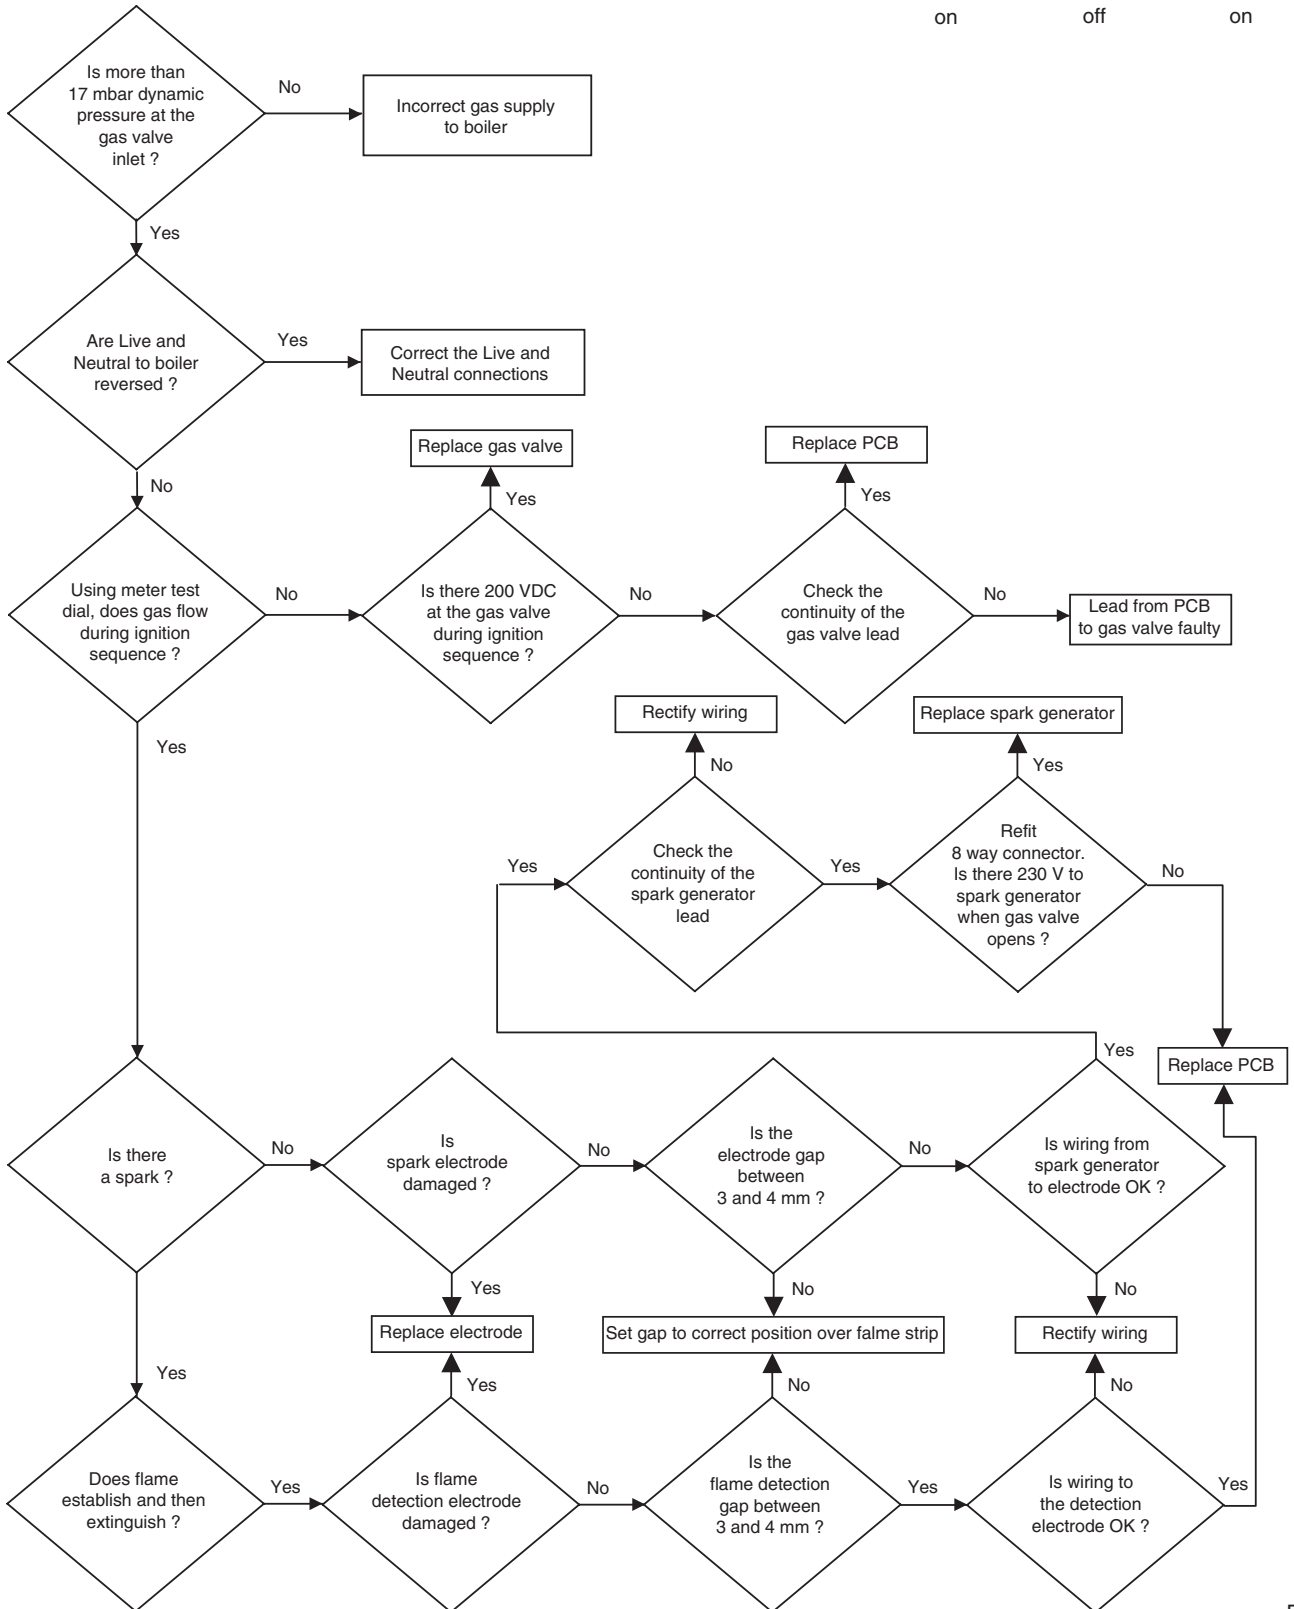 on off on
Is more than
17 mbar dynamic
pressure at the
gas valve
inlet ?
No
Incorrect gas supply
to boiler
Yes
Are Live and
Neutral to boiler
reversed ?
Yes
Correct the Live and
Neutral connections
No
Replace gas valve
Yes
Replace PCB
Yes
Using meter test
dial, does gas flow
during ignition
sequence ?
No
Is there 200 VDC
at the gas valve
during ignition
sequence ?
No
Check the
continuity of the
gas valve lead
No
Lead from PCB
to gas valve faulty
Yes
Rectify wiring
No
Replace spark generator
Yes
Yes
Check the
continuity of the
spark generator
lead
Yes
Refit
8 way connector.
Is there 230 V to
spark generator
when gas valve
opens ?
No
Yes
Replace PCB
Is there
a spark ?
No
Is
spark electrode
damaged ?
No
Is the
electrode gap
between
3 and 4 mm ?
No
Is wiring from
spark generator
to electrode OK ?
Yes
Replace electrode
No
Set gap to correct position over falme strip
No
Rectify wiring
Yes
Yes
No
No
Does flame
establish and then
extinguish ?
Yes
Is flame
detection electrode
damaged ?
No
Is the
flame detection
gap between
3 and 4 mm ?
Yes
Is wiring to
the detection
electrode OK ?
Yes